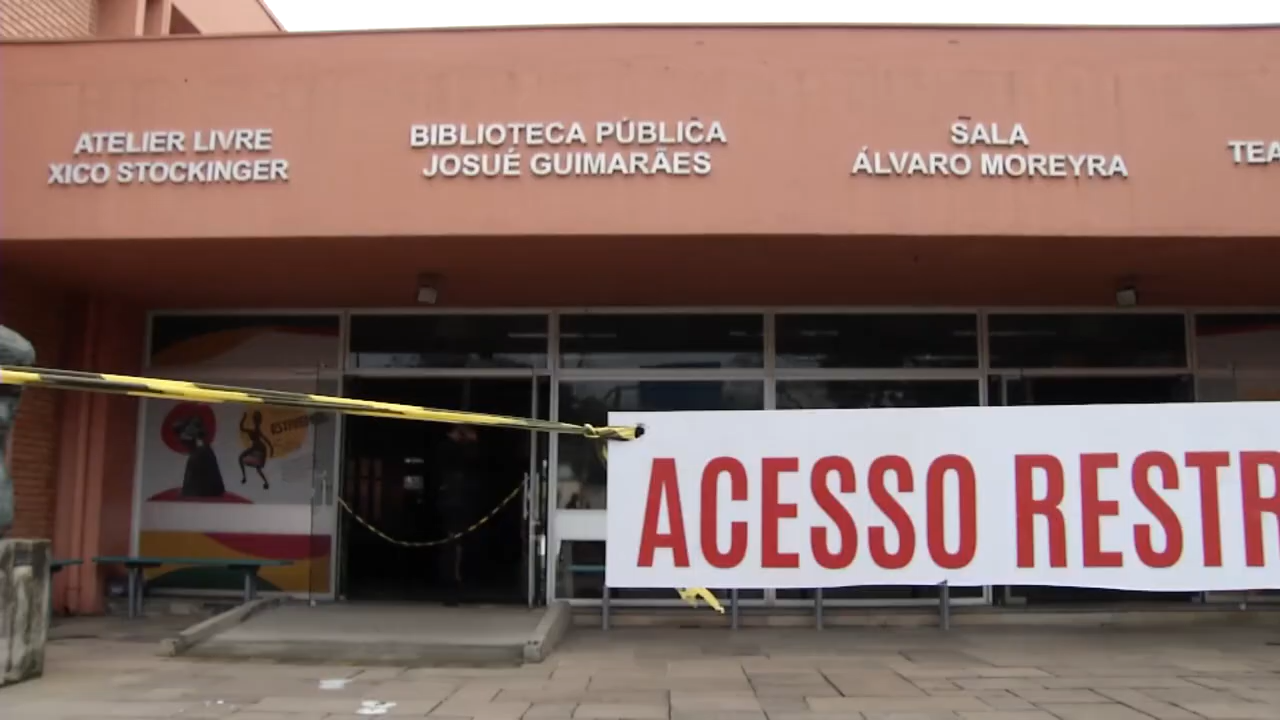 ATELIER LIVRE
XICO STOCKINGER
BIBLIOTECA PÚBLICA
JOSUÉ GUIMARÃES
SALA
ÁLVARO MOREYRA
TEA
ACESSO RESTR